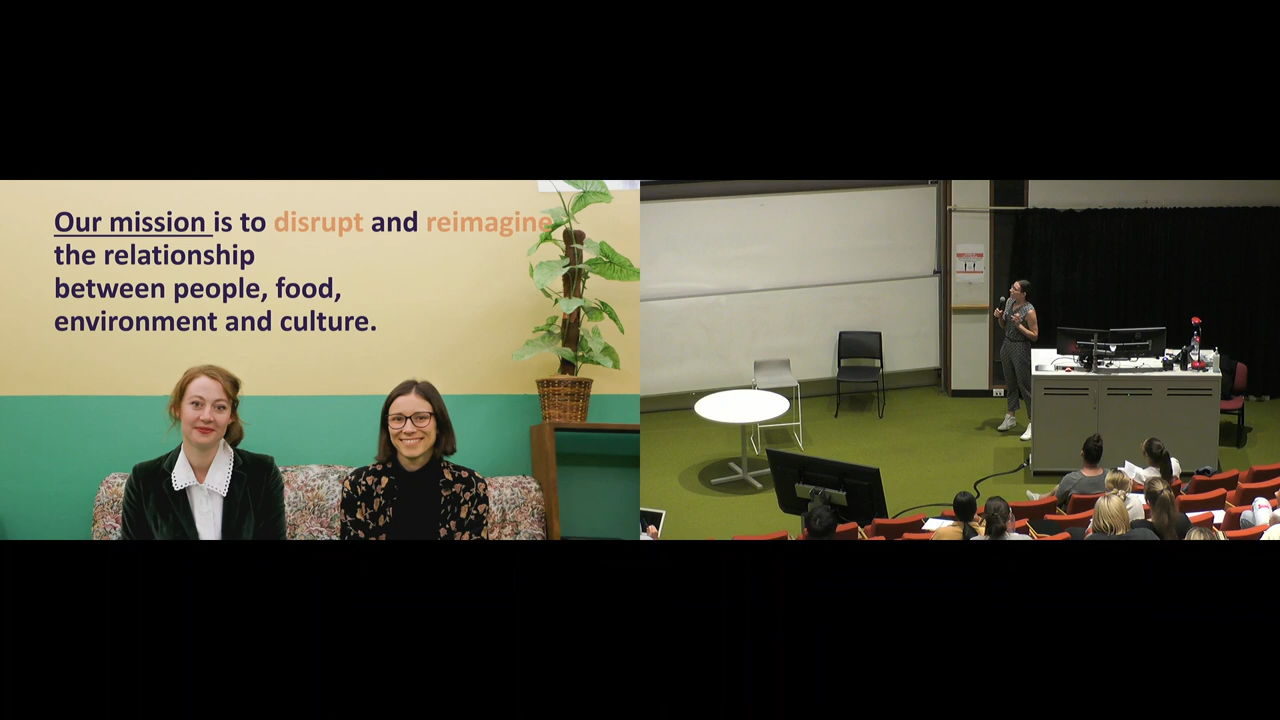 Our mission is to disrupt and reimagine
the relationship
between people, food,
environment and culture.